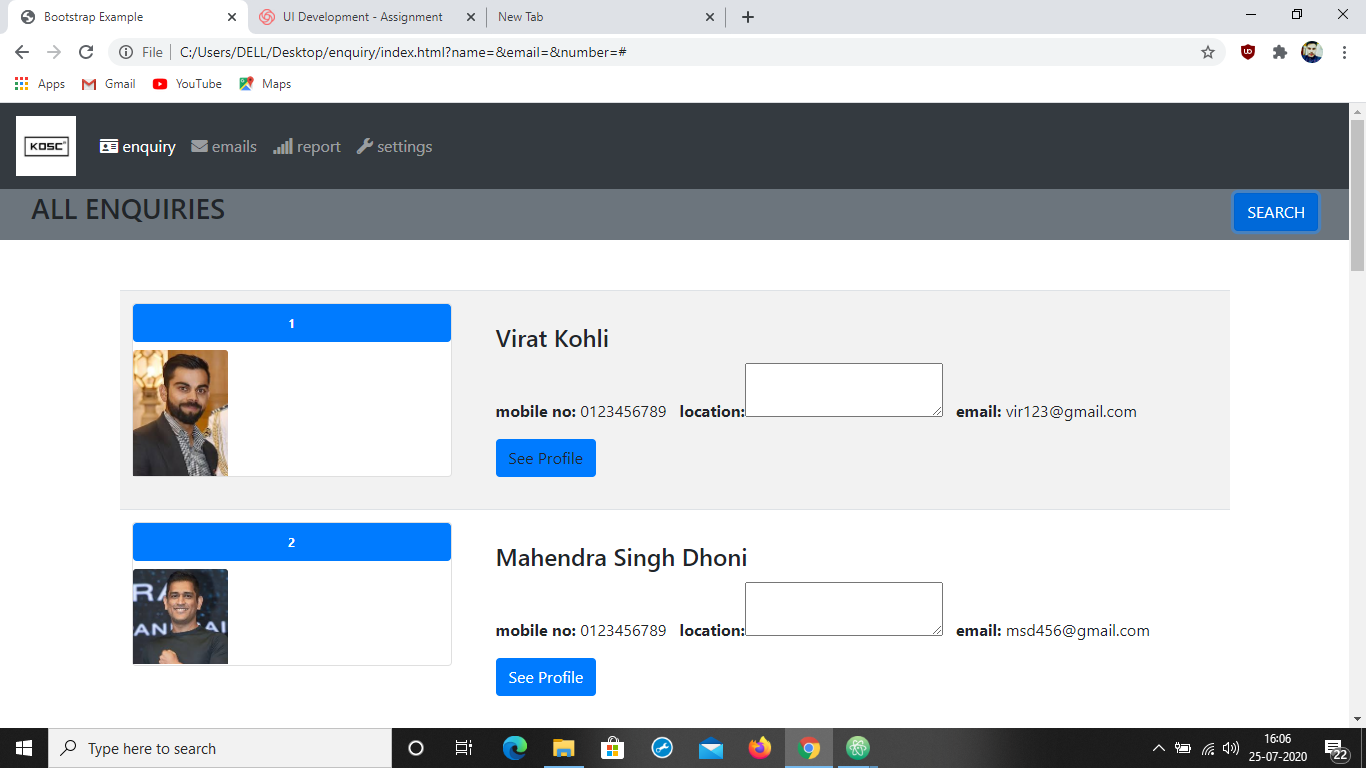 Bootstrap Example
UI Development - Assignment
New Tab
File
C:/Users/DELL/Desktop/enquiry/index.html?name=&email=&number=#
Apps
Gmail
YouTube
Maps
KOSC
enquiry
emails
report
settings
ALL ENQUIRIES
SEARCH
1
Virat Kohli
mobile no: 0123456789 location: email: vir123@gmail.com
See Profile
2
Mahendra Singh Dhoni
mobile no: 0123456789 location: email: msd456@gmail.com
See Profile
Type here to search
16:06
25-07-2020
22